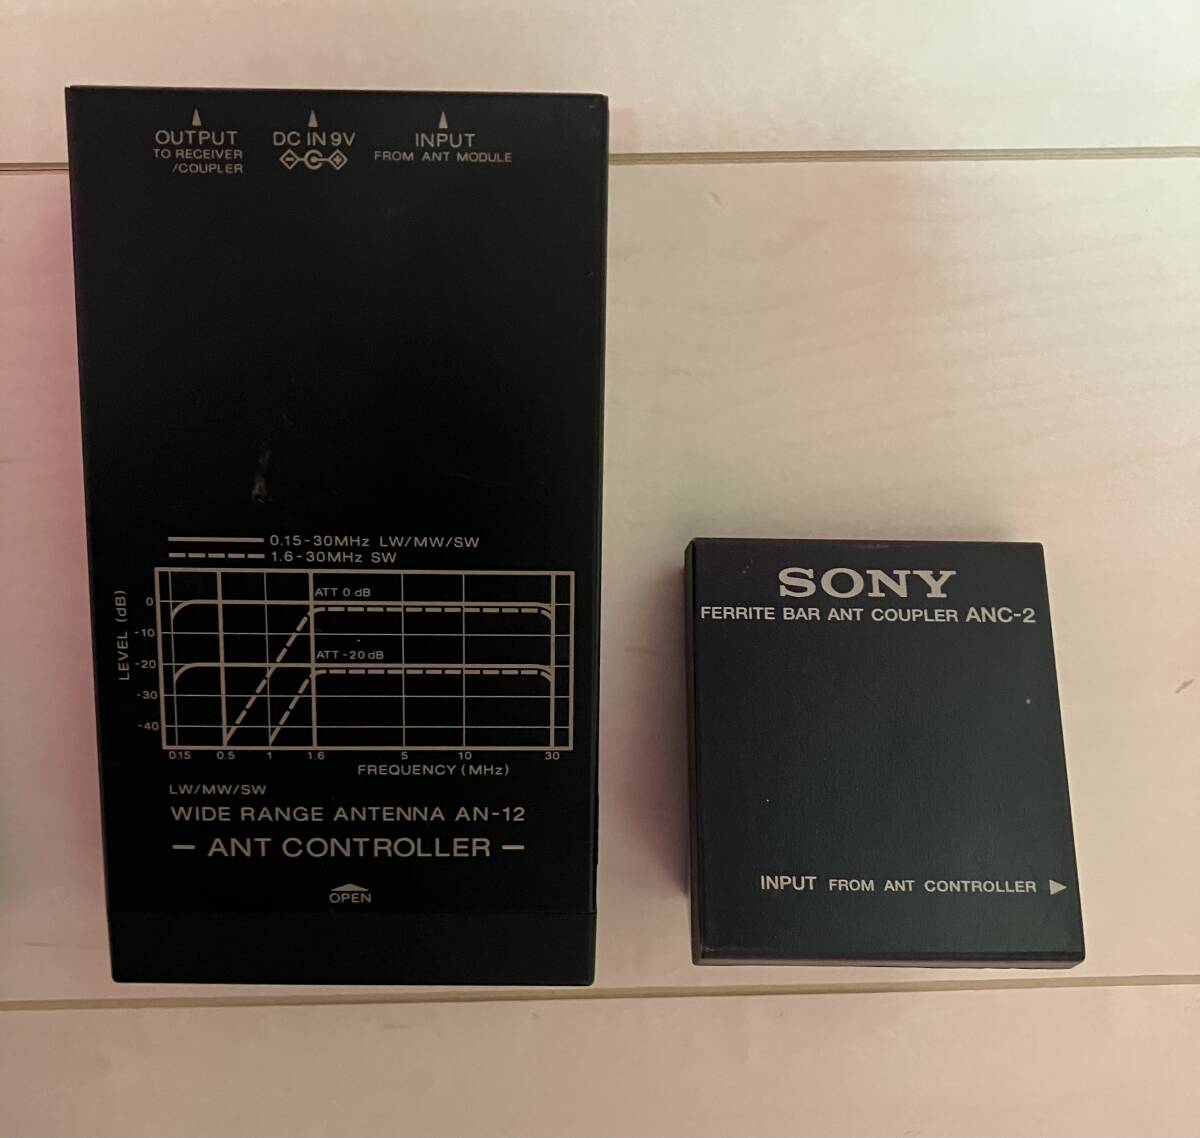 OUTPUT
TO RECEIVER
/COUPLER
DC IN 9V
INPUT
FROM ANT MODULE
0.15-30MHz LW/MW/SW
1.6-30MHz SW
LEVEL (dB)
0
-10
-20
-30
-40
ATT 0 dB
ATT -20 dB
0.15 0.5 1 1.6 5 10 30
FREQUENCY (MHz)
LW/MW/SW
WIDE RANGE ANTENNA AN-12
— ANT CONTROLLER —
OPEN
SONY
FERRITE BAR ANT COUPLER ANC-2
INPUT FROM ANT CONTROLLER